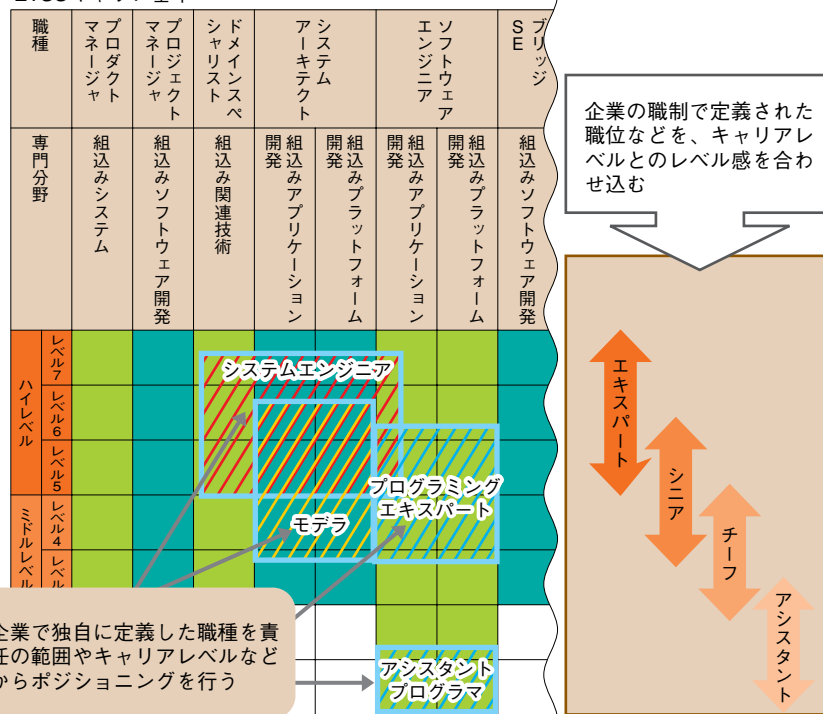 職種
プロダクト
マネージャ
プロジェクト
マネージャ
ドメインスペ
シャリスト
システム
アーキテクト
ソフトウェア
エンジニア
ブリッジ
SE
専門分野
組込みシステム
組込みソフトウェア開発
組込み関連技術
組込みアプリケーション
開発
組込みプラットフォーム
開発
組込みアプリケーション
開発
組込みプラットフォーム
開発
組込みソフトウェア開発
ハイレベル
レベル7
レベル6
レベル5
ミドルレベル
レベル4
レベル
システムエンジニア
モデラ
プログラミング
エキスパート
アシスタント
プログラマ
企業で独自に定義した職種を責
任の範囲やキャリアレベルなど
からポジショニングを行う
企業の職制で定義された
職位などを、キャリアレ
ベルとのレベル感を合わ
せ込む
エキスパート
シニア
チーフ
アシスタント